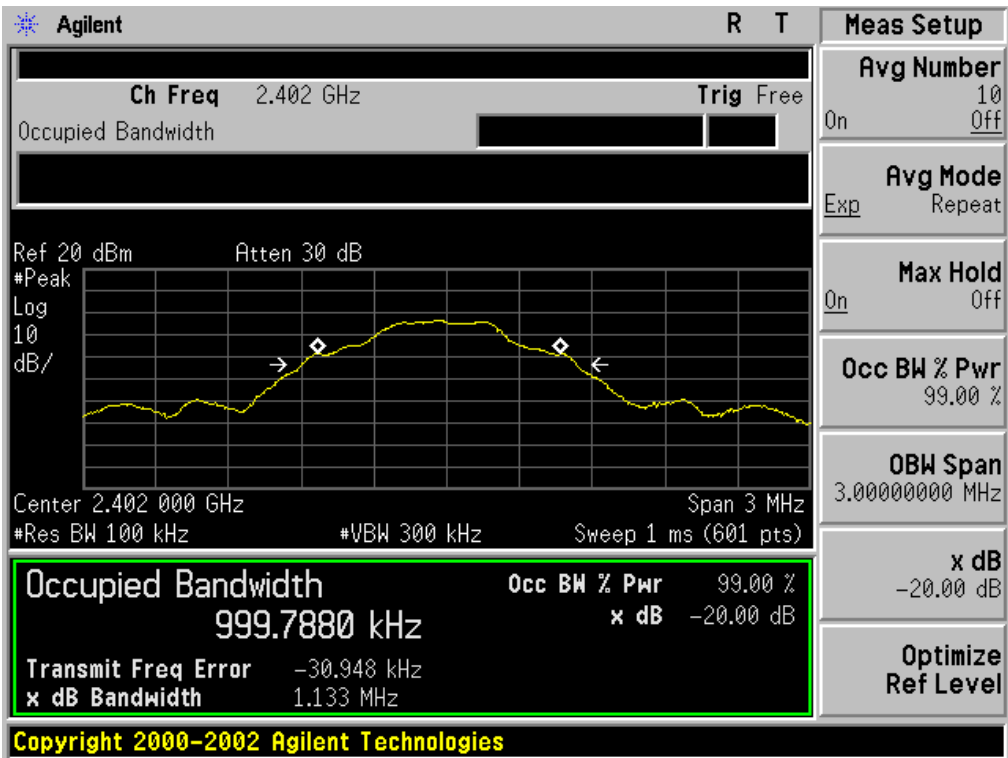 Agilent R T
Ch Freq 2.402 GHz Trig Free
Occupied Bandwidth
Ref 20 dBm Atten 30 dB
#Peak
Log
10
dB/
Center 2.402 000 GHz Span 3 MHz
#Res BW 100 kHz #VBW 300 kHz Sweep 1 ms (601 pts)
Occupied Bandwidth Occ BW % Pwr 99.00 %
999.7880 kHz x dB -20.00 dB
Transmit Freq Error -30.948 kHz
x dB Bandwidth 1.133 MHz
Copyright 2000-2002 Agilent Technologies
Meas Setup
Avg Number
10
On Off
Avg Mode
Exp Repeat
Max Hold
On Off
Occ BW % Pwr
99.00 %
OBW Span
3.00000000 MHz
x dB
-20.00 dB
Optimize
Ref Level